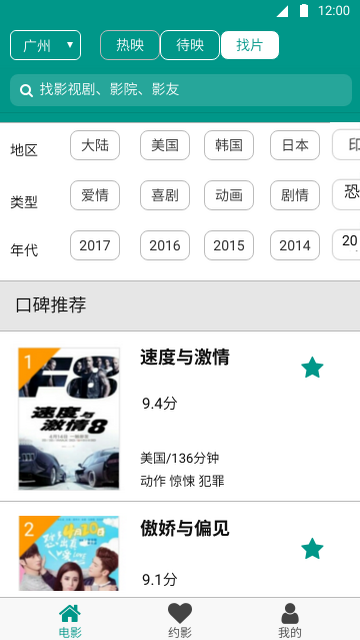 12:00
广州 热映 待映 找片
找影视剧、影院、影友
地区 大陆 美国 韩国 日本 印
类型 爱情 喜剧 动画 剧情 恐
年代 2017 2016 2015 2014 20
口碑推荐
1
F8
速度与
激情8
速度与激情
9.4分
美国/136分钟
动作 惊悚 犯罪
2
傲娇与偏见
9.1分
电影 约影 我的